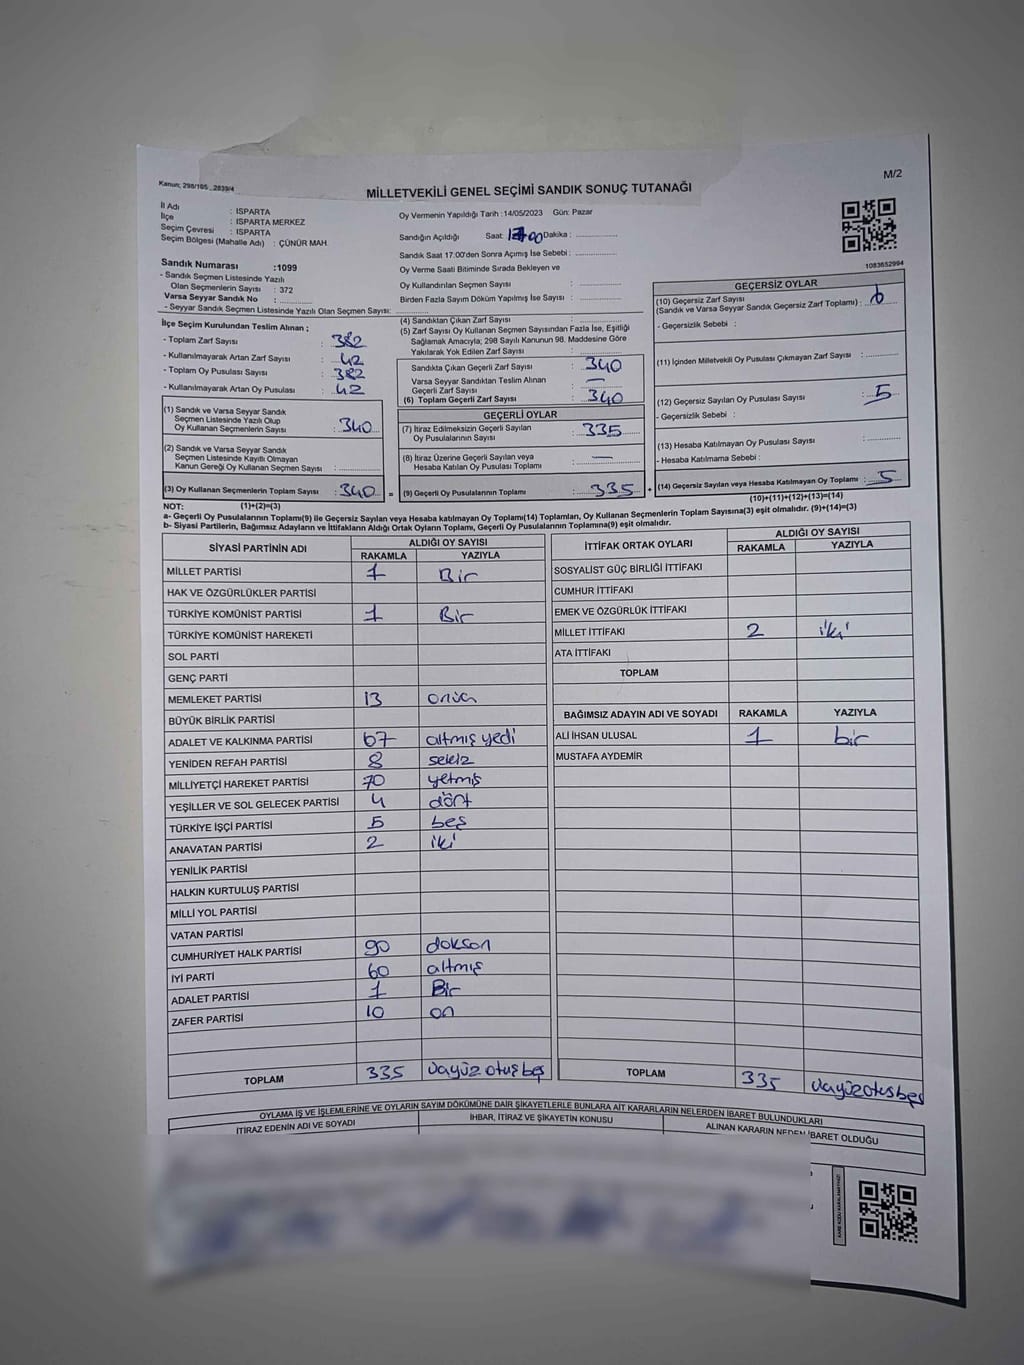 Kanun; 298/105 _2839/4
M/2
MİLLETVEKİLİ GENEL SEÇİMİ SANDIK SONUÇ TUTANAĞI
İl Adı : ISPARTA
İlçe : ISPARTA MERKEZ
Seçim Çevresi : ISPARTA
Seçim Bölgesi (Mahalle Adı) : ÇÜNÜR MAH.
Sandık Numarası :1099
- Sandık Seçmen Listesinde Yazılı
Olan Seçmenlerin Sayısı : 372
Varsa Seyyar Sandık No :
- Seyyar Sandık Seçmen Listesinde Yazılı Olan Seçmen Sayısı:
Oy Vermenin Yapıldığı Tarih :14/05/2023 Gün: Pazar
Sandığın Açıldığı Saat: 17:00 Dakika :
Sandık Saat 17.00'den Sonra Açımış İse Sebebi :
Oy Verme Saati Bitiminde Sırada Bekleyen ve
Oy Kullandırılan Seçmen Sayısı :
Birden Fazla Sayım Döküm Yapılmış İse Sayısı :
1083652994
İlçe Seçim Kurulundan Teslim Alınan ;
- Toplam Zarf Sayısı : 382
- Kullanılmayarak Artan Zarf Sayısı : 42
- Toplam Oy Pusulası Sayısı : 382
- Kullanılmayarak Artan Oy Pusulası : 42
(1) Sandık ve Varsa Seyyar Sandık
Seçmen Listesinde Yazılı Olup
Oy Kullanan Seçmenlerin Sayısı : 340
(2) Sandık ve Varsa Seyyar Sandık
Seçmen Listesinde Kayıtlı Olmayan
Kanun Gereği Oy Kullanan Seçmen Sayısı :
(3) Oy Kullanan Seçmenlerin Toplam Sayısı : 340 =
(1)+(2)=(3)
(4) Sandıktan Çıkan Zarf Sayısı :
(5) Zarf Sayısı Oy Kullanan Seçmen Sayısından Fazla İse, Eşitliği
Sağlamak Amacıyla; 298 Sayılı Kanunun 98. Maddesine Göre
Yakılarak Yok Edilen Zarf Sayısı :
Sandıkta Çıkan Geçerli Zarf Sayısı : 340
Varsa Seyyar Sandıktan Teslim Alınan
Geçerli Zarf Sayısı : —
(6) Toplam Geçerli Zarf Sayısı : 340
GEÇERLİ OYLAR
(7) İtiraz Edilmeksizin Geçerli Sayılan
Oy Pusulalarının Sayısı : 335
(8) İtiraz Üzerine Geçerli Sayılan veya
Hesaba Katılan Oy Pusulası Toplamı : —
(9) Geçerli Oy Pusulalarının Toplamı : 335 +
GEÇERSİZ OYLAR
(10) Geçersiz Zarf Sayısı
(Sandık ve Varsa Seyyar Sandık Geçersiz Zarf Toplamı) :
- Geçersizlik Sebebi :
(11) İçinden Milletvekili Oy Pusulası Çıkmayan Zarf Sayısı :
(12) Geçersiz Sayılan Oy Pusulası Sayısı : 5
- Geçersizlik Sebebi :
(13) Hesaba Katılmayan Oy Pusulası Sayısı :
- Hesaba Katılmama Sebebi :
(14) Geçersiz Sayılan veya Hesaba Katılmayan Oy Toplamı : 5
(10)+(11)+(12)+(13)=(14)
NOT:
a- Geçerli Oy Pusulalarının Toplamı(9) ile Geçersiz Sayılan veya Hesaba katılmayan Oy Toplamı(14) Toplamları, Oy Kullanan Seçmenlerin Toplam Sayısına(3) eşit olmalıdır. (9)+(14)=(3)
b- Siyasi Partilerin, Bağımsız Adayların ve İttifakların Aldığı Ortak Oyların Toplamı, Geçerli Oy Pusulalarının Toplamına(9) eşit olmalıdır.
SİYASİ PARTİNİN ADI ALDIĞI OY SAYISI
RAKAMLA YAZIYLA
MİLLET PARTİSİ 1 Bir
HAK VE ÖZGÜRLÜKLER PARTİSİ
TÜRKİYE KOMÜNİST PARTİSİ 1 Bir
TÜRKİYE KOMÜNİST HAREKETİ
SOL PARTİ
GENÇ PARTİ
MEMLEKET PARTİSİ 13 onüç
BÜYÜK BİRLİK PARTİSİ
ADALET VE KALKINMA PARTİSİ 67 altmış yedi
YENİDEN REFAH PARTİSİ 8 sekiz
MİLLİYETÇİ HAREKET PARTİSİ 70 yetmiş
YEŞİLLER VE SOL GELECEK PARTİSİ 4 dört
TÜRKİYE İŞÇİ PARTİSİ 5 beş
ANAVATAN PARTİSİ 2 iki
YENİLİK PARTİSİ
HALKIN KURTULUŞ PARTİSİ
MİLLİ YOL PARTİSİ
VATAN PARTİSİ
CUMHURİYET HALK PARTİSİ 90 doksan
İYİ PARTİ 60 altmış
ADALET PARTİSİ 1 Bir
ZAFER PARTİSİ 10 on
TOPLAM 335 üçyüz otuz beş
İTTİFAK ORTAK OYLARI ALDIĞI OY SAYISI
RAKAMLA YAZIYLA
SOSYALİST GÜÇ BİRLİĞİ İTTİFAKI
CUMHUR İTTİFAKI
EMEK VE ÖZGÜRLÜK İTTİFAKI
MİLLET İTTİFAKI 2 iki
ATA İTTİFAKI
TOPLAM
BAĞIMSIZ ADAYIN ADI VE SOYADI RAKAMLA YAZIYLA
ALİ İHSAN ULUSAL 1 bir
MUSTAFA AYDEMİR
TOPLAM 335 üçyüzotuzbeş
OYLAMA İŞ VE İŞLEMLERİNE VE OYLARIN SAYIM DÖKÜMÜNE DAİR ŞİKAYETLERLE BUNLARA AİT KARARLARIN NELERDEN İBARET BULUNDUKLARI
İTİRAZ EDENİN ADI VE SOYADI İHBAR, İTİRAZ VE ŞİKAYETİN KONUSU ALINAN KARARIN NEDEN İBARET OLDUĞU